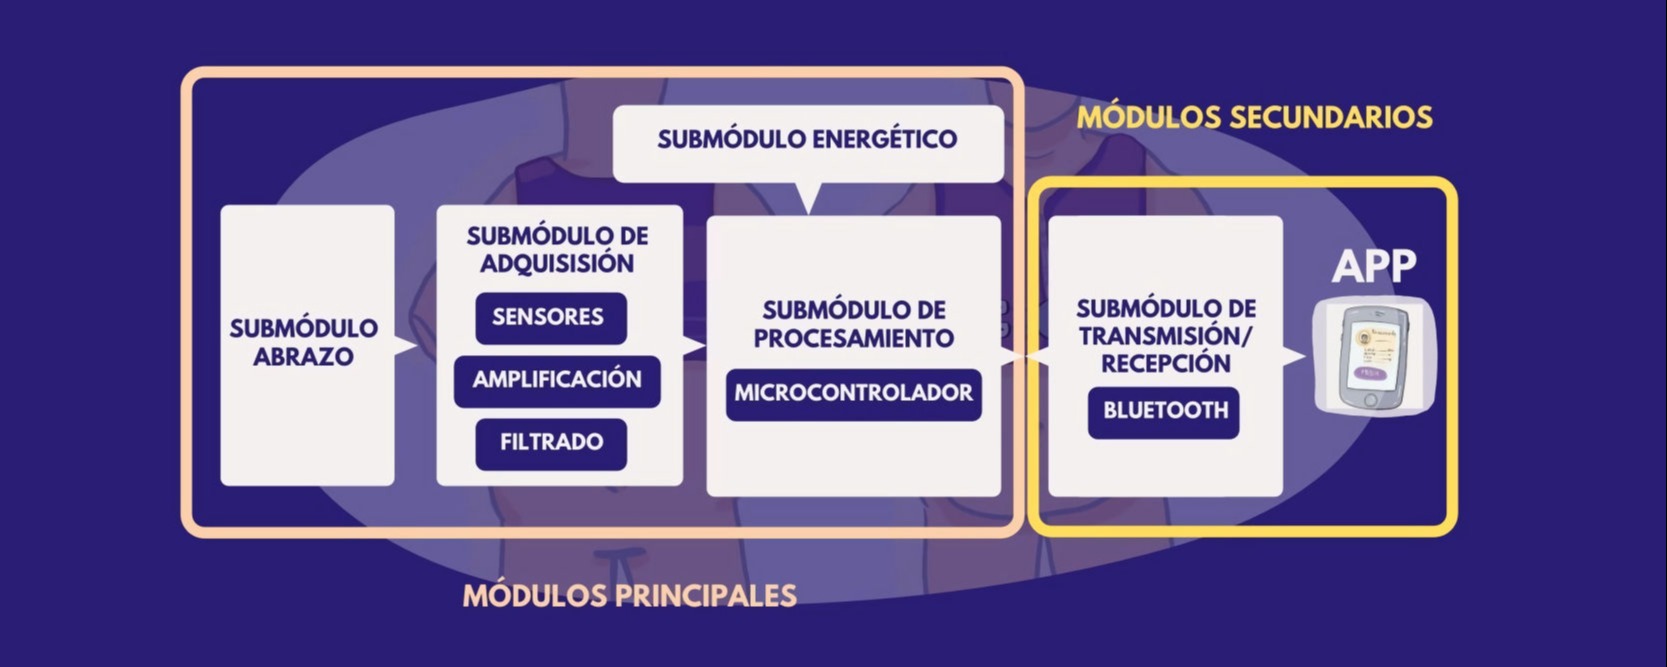 SUBMÓDULO ENERGÉTICO
MÓDULOS SECUNDARIOS
SUBMÓDULO
ABRAZO
SUBMÓDULO DE
ADQUISISIÓN
SENSORES
AMPLIFICACIÓN
FILTRADO
SUBMÓDULO DE
PROCESAMIENTO
MICROCONTROLADOR
SUBMÓDULO DE
TRANSMISIÓN/
RECEPCIÓN
BLUETOOTH
APP
MÓDULOS PRINCIPALES